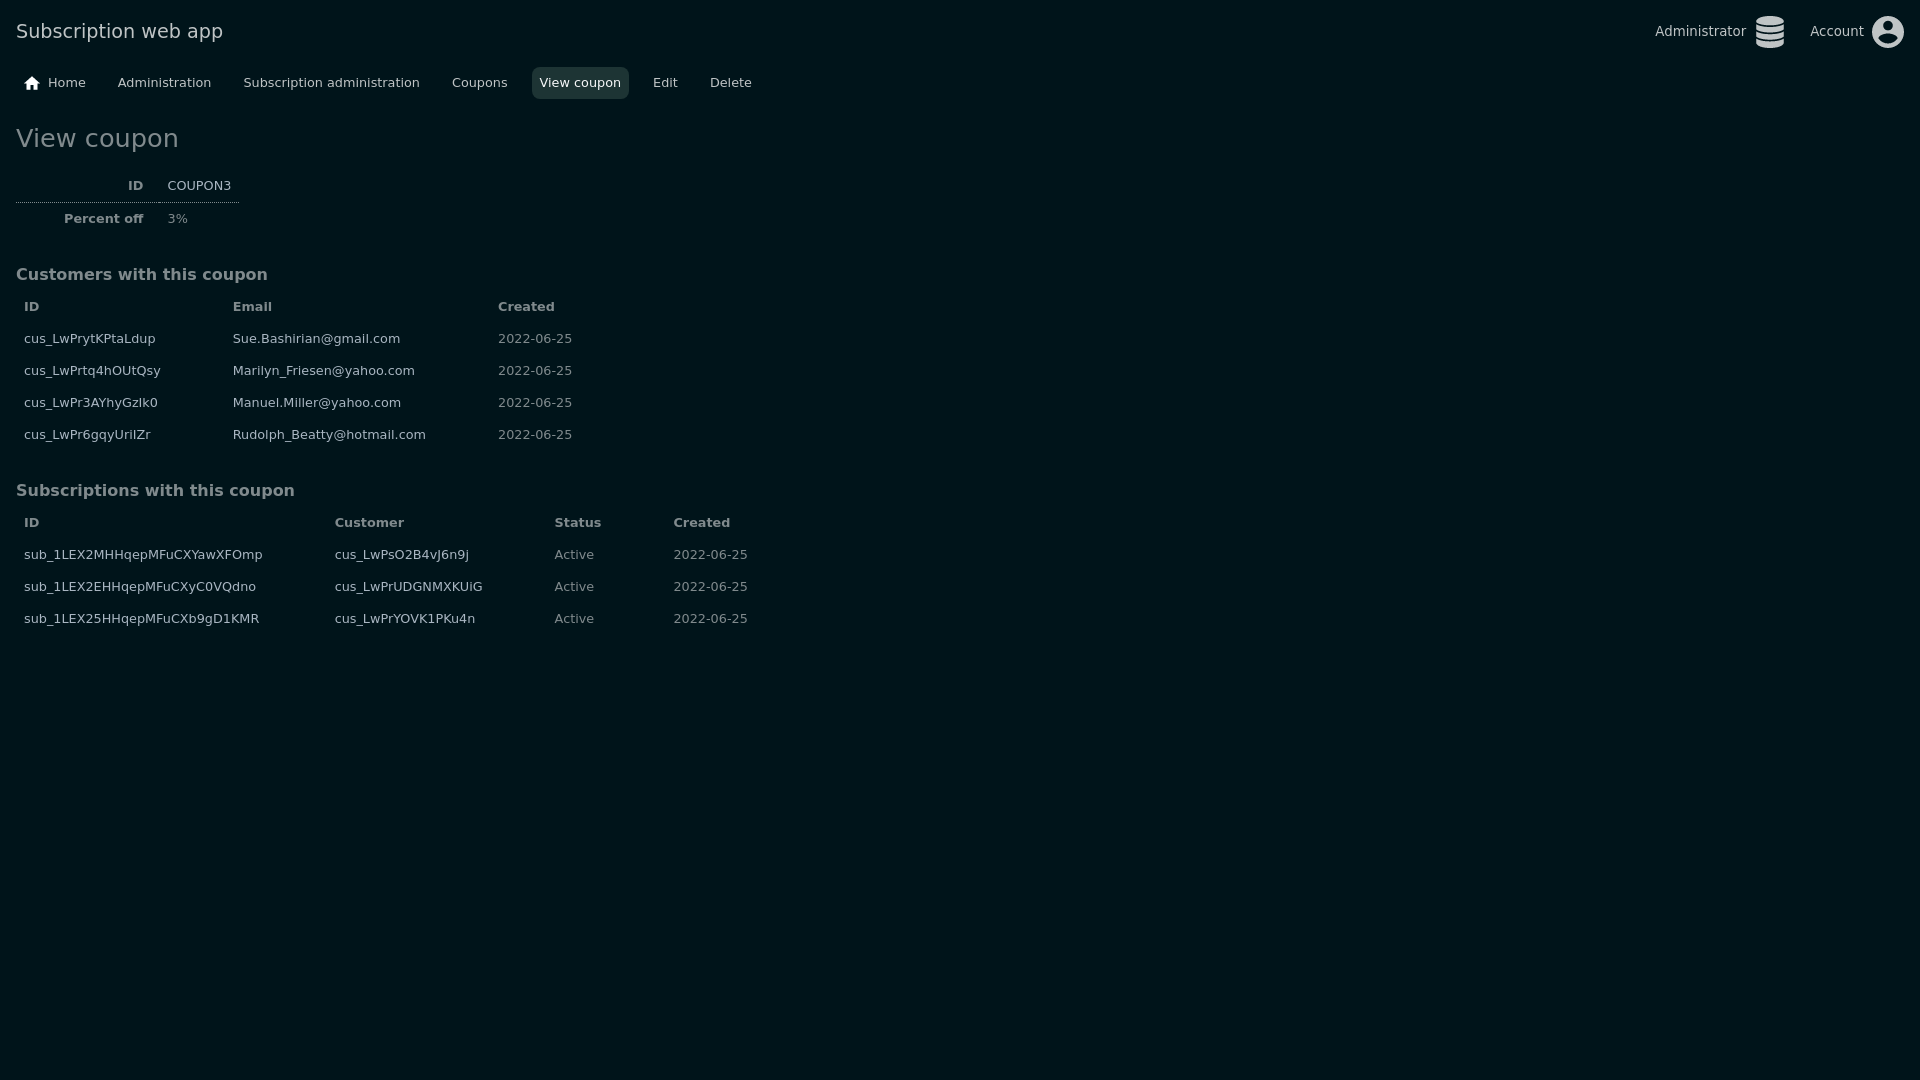 Subscription web app
Administrator Account
Home Administration Subscription administration Coupons View coupon Edit Delete
View coupon
ID COUPON3
Percent off 3%
Customers with this coupon
ID Email Created
cus_LwPrytKPtaLdup Sue.Bashirian@gmail.com 2022-06-25
cus_LwPrtq4hOUtQsy Marilyn_Friesen@yahoo.com 2022-06-25
cus_LwPr3AYhyGzIk0 Manuel.Miller@yahoo.com 2022-06-25
cus_LwPr6gqyUriIZr Rudolph_Beatty@hotmail.com 2022-06-25
Subscriptions with this coupon
ID Customer Status Created
sub_1LEX2MHHqepMFuCXYawXFOmp cus_LwPsO2B4vJ6n9j Active 2022-06-25
sub_1LEX2EHHqepMFuCXyC0VQdno cus_LwPrUDGNMXKUiG Active 2022-06-25
sub_1LEX25HHqepMFuCXb9gD1KMR cus_LwPrYOVK1PKu4n Active 2022-06-25